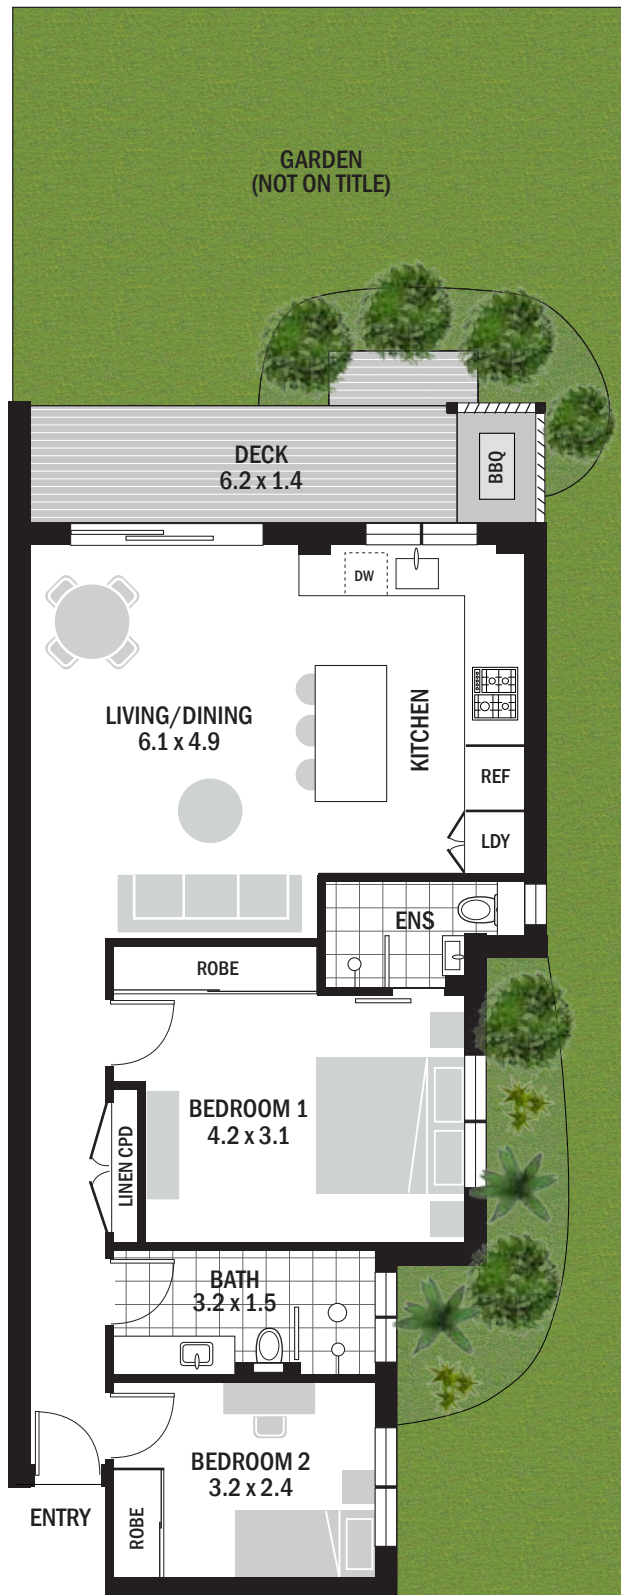 GARDEN
(NOT ON TITLE)
DECK
6.2 x 1.4
BBQ
DW
LIVING/DINING
6.1 x 4.9
KITCHEN
REF
LDY
ENS
ROBE
BEDROOM 1
4.2 x 3.1
LINEN CPD
BATH
3.2 x 1.5
BEDROOM 2
3.2 x 2.4
ENTRY
ROBE